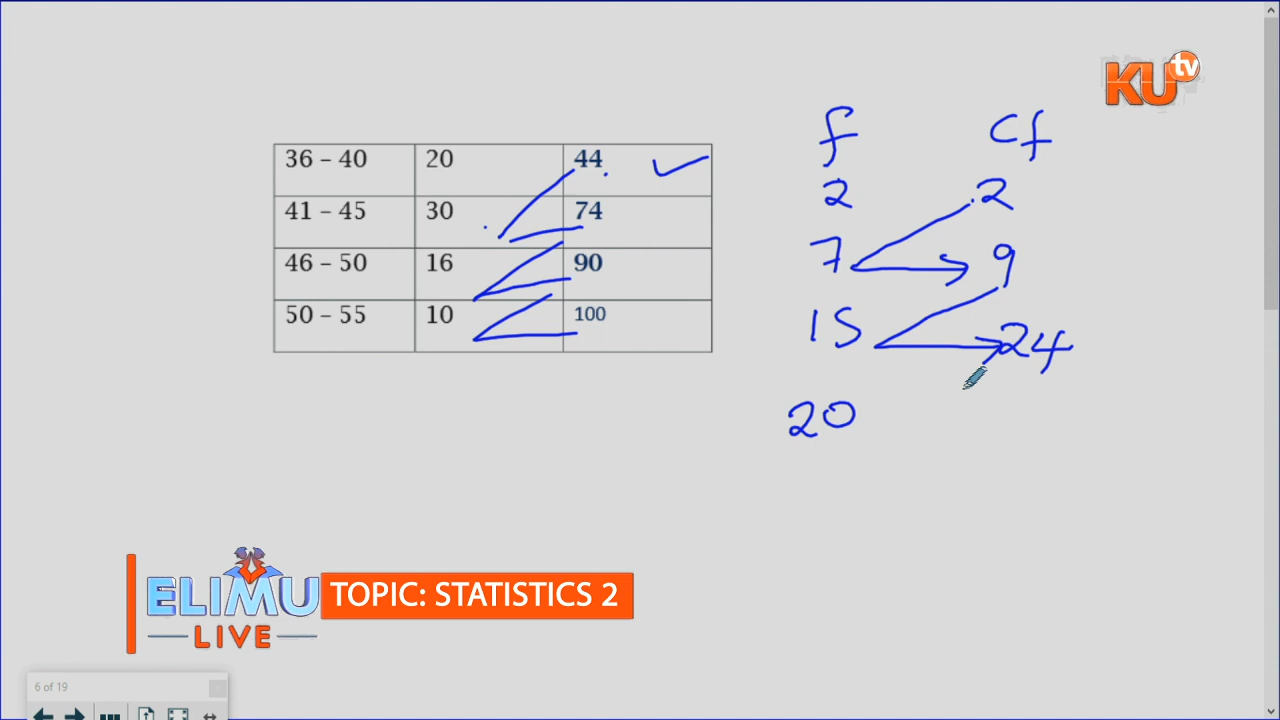 KU tv
f cf
36 – 40 20 44
2 2
41 – 45 30 74
7 9
46 – 50 16 90
50 – 55 10 100
15 24
20
ELIMU
LIVE
TOPIC: STATISTICS 2
6 of 19